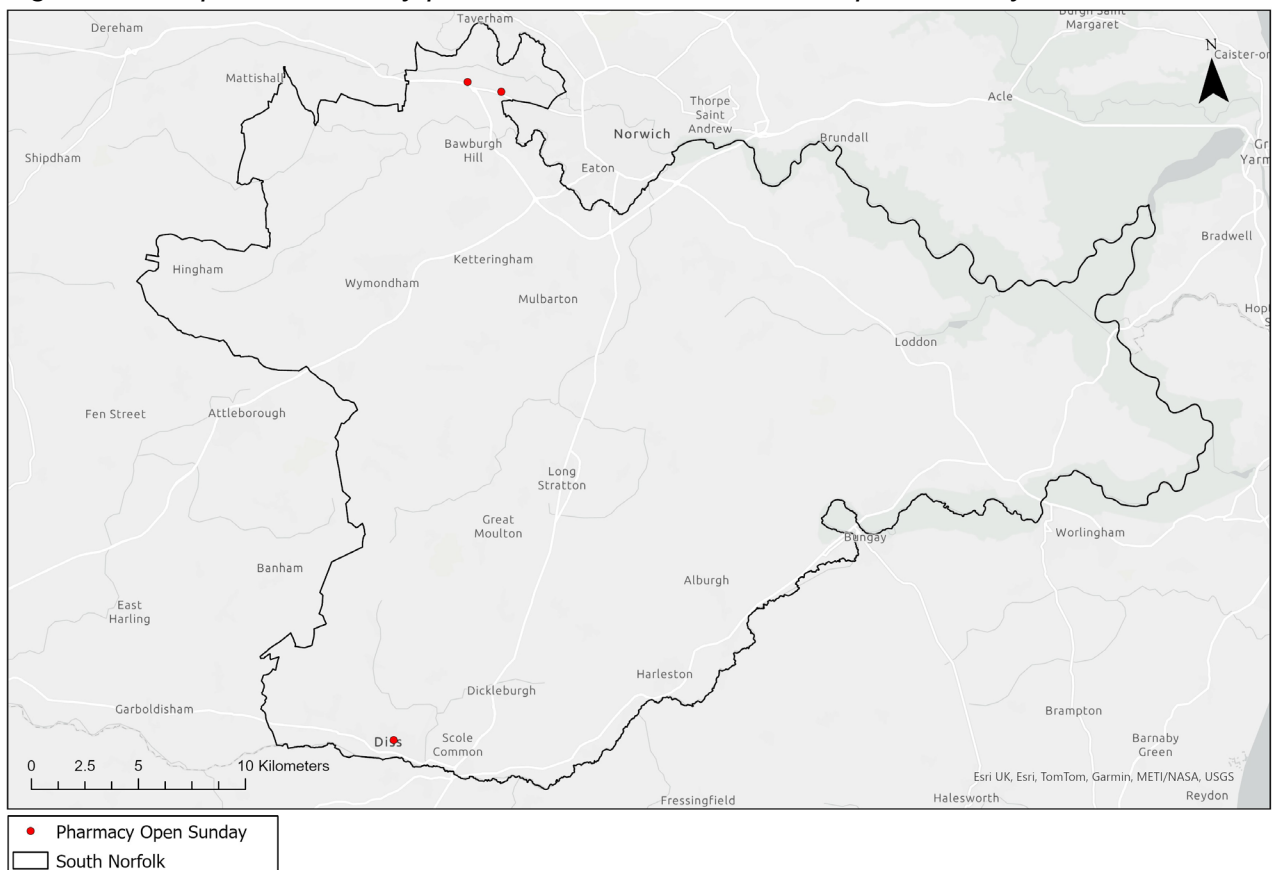 Taverham
Dereham
Margaret
N
Caister-on
Mattishall
Acle
Thorpe
Saint
Andrew
Norwich
Brundall
Bawburgh
Hill
Shipdham
Eaton
Bradwell
Ketteringham
Hingham
Wymondham
Mulbarton
Loddon
Fen Street
Attleborough
Long
Stratton
Great
Moulton
Bungay
Worlingham
Banham
Alburgh
East
Harling
Harleston
Dickleburgh
Garboldisham
Brampton
Diss
Scole
Common
Barnaby
Green
0 2.5 5 10 Kilometers
Esri UK, Esri, TomTom, Garmin, METI/NASA, USGS
Fressingfield
Halesworth
Reydon
Pharmacy Open Sunday
South Norfolk